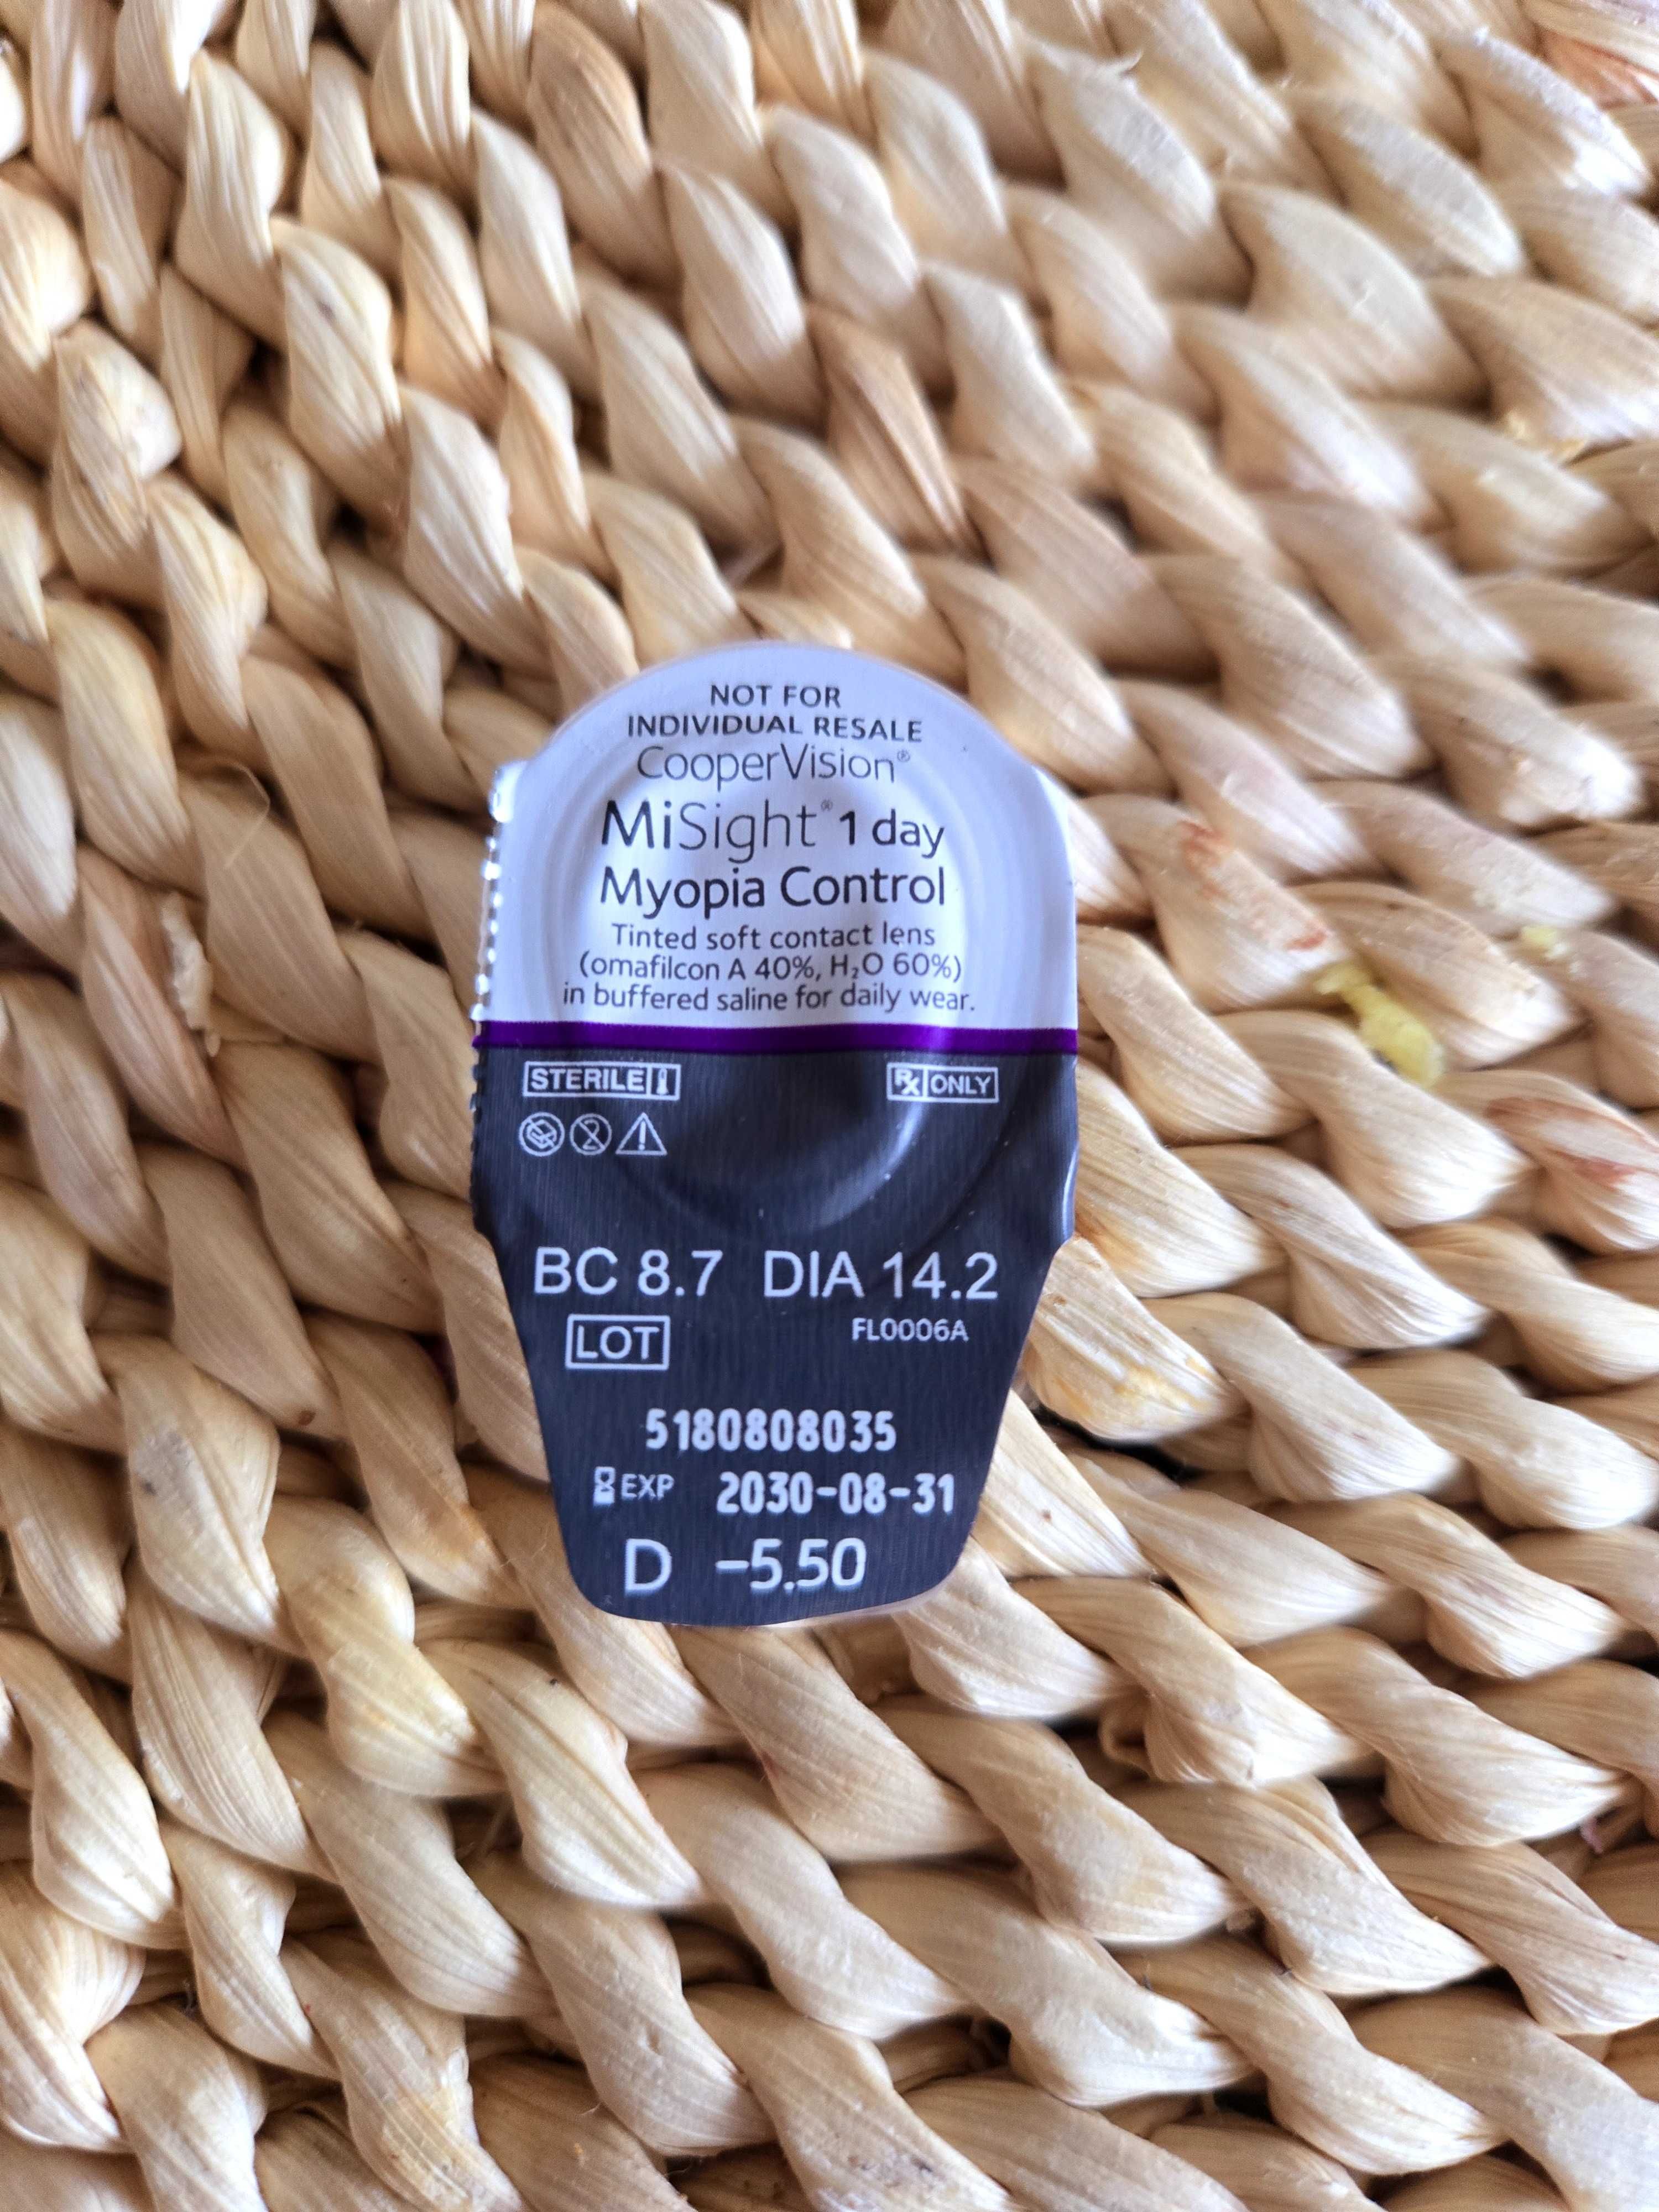 NOT FOR
INDIVIDUAL RESALE
CooperVision®
MiSight® 1 day
Myopia Control
Tinted soft contact lens
(omafilcon A 40%, H₂O 60%)
in buffered saline for daily wear.
STERILE Rx ONLY
2
BC 8.7 DIA 14.2
LOT FL0006A
5180808035
EXP 2030-08-31
D -5.50